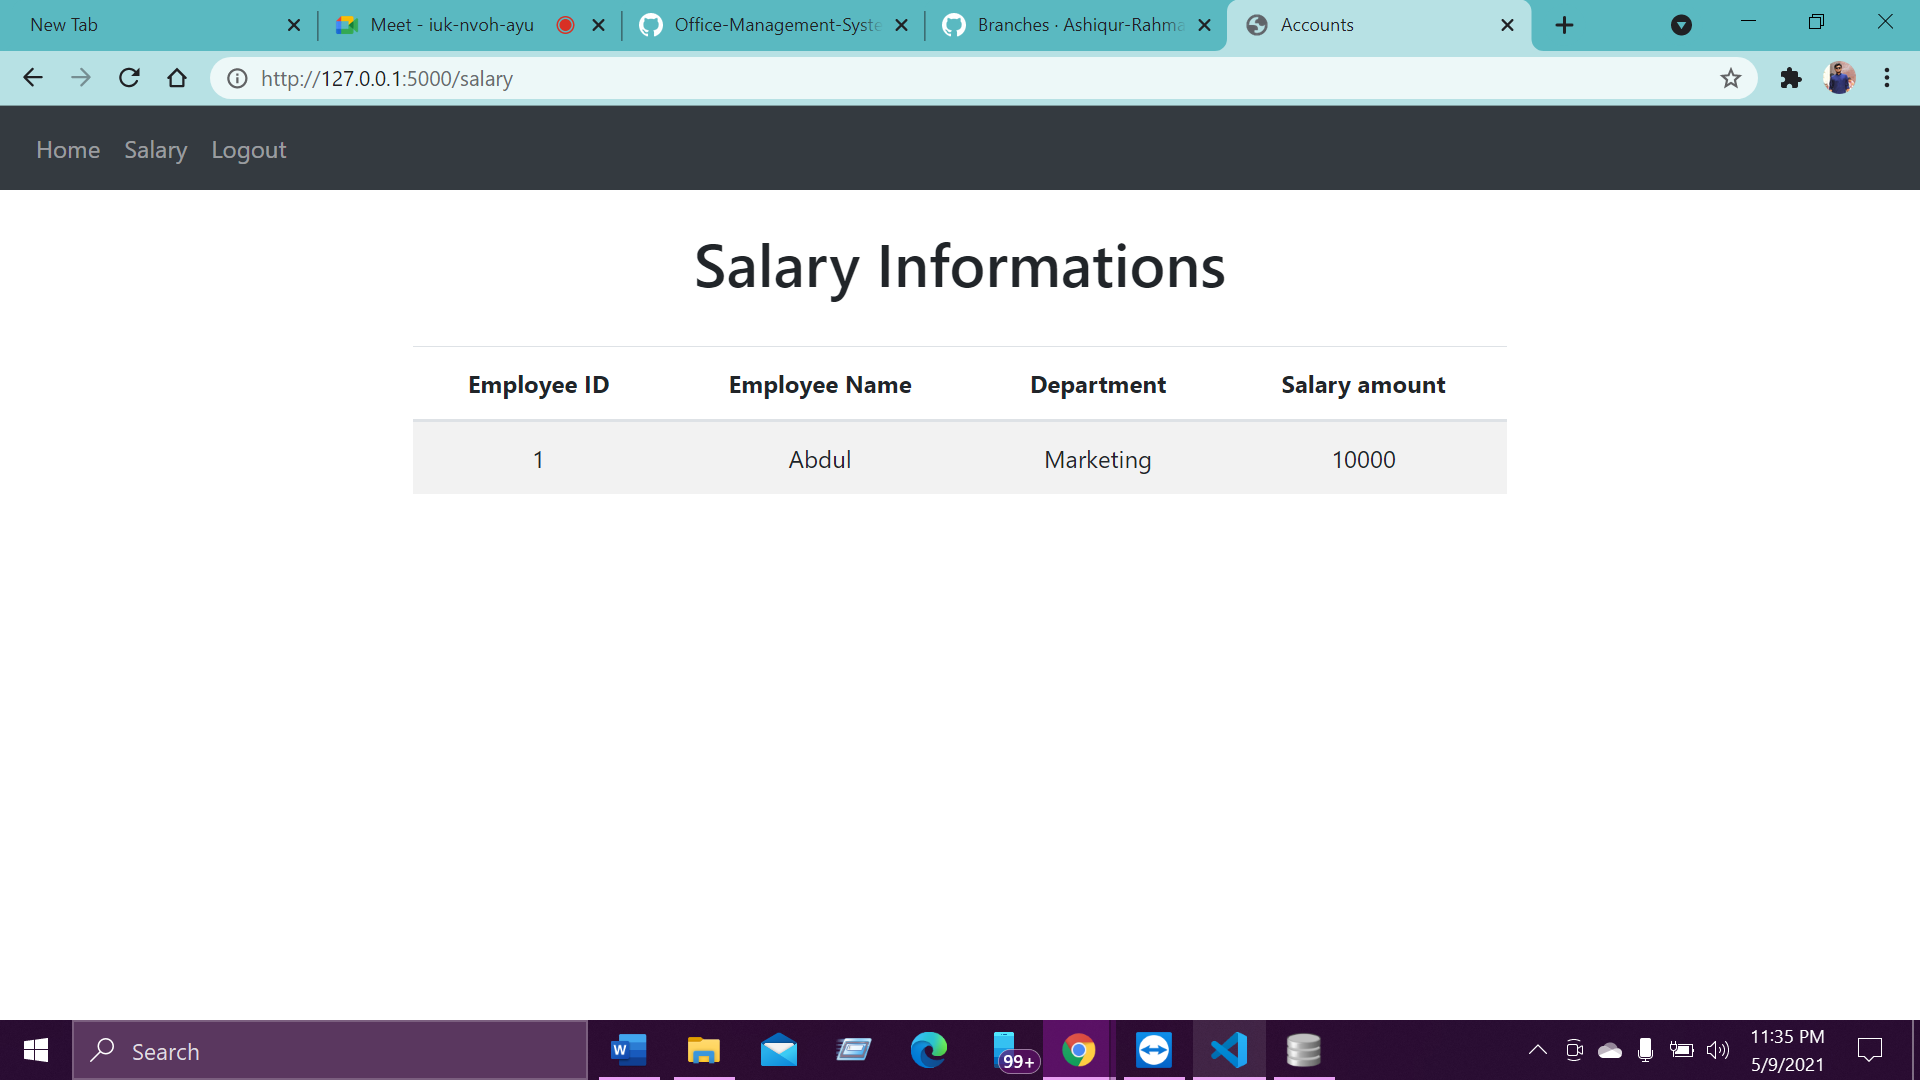 New Tab
Meet - iuk-nvoh-ayu
Office-Management-Syste
Branches · Ashiqur-Rahma
Accounts
http://127.0.0.1:5000/salary
Home Salary Logout
Salary Informations
Employee ID Employee Name Department Salary amount
1 Abdul Marketing 10000
Search
W
99+
11:35 PM
5/9/2021